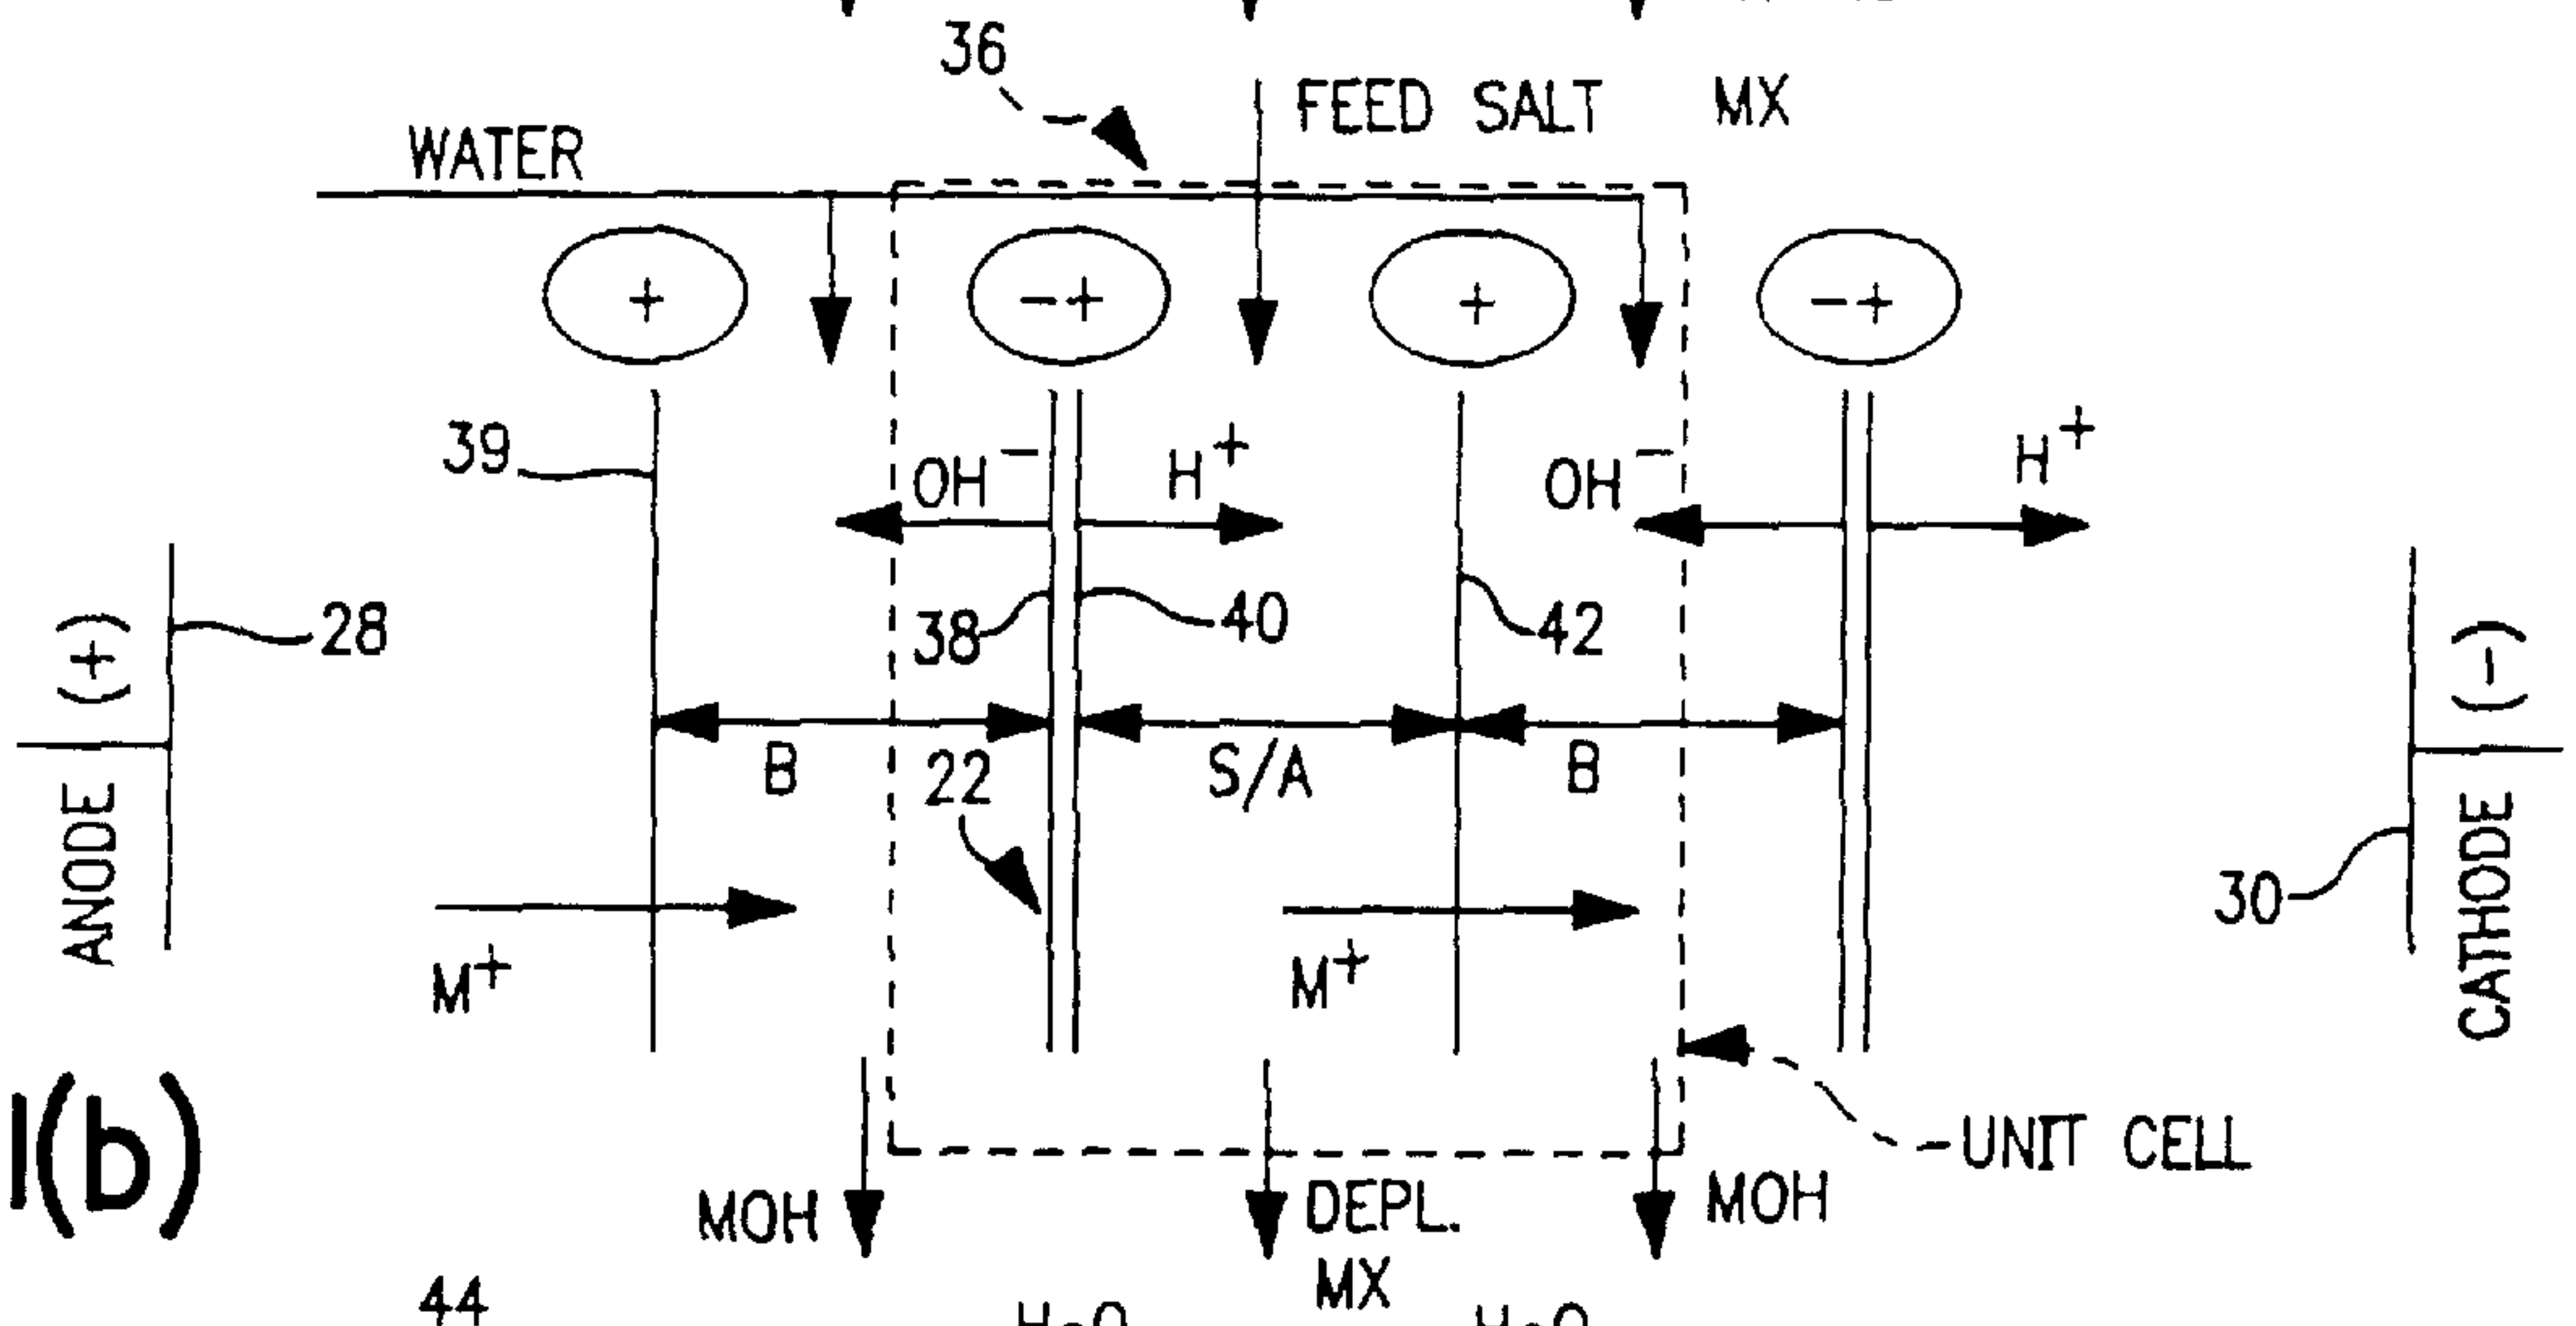 36
FEED SALT MX
WATER
+
-+
+
-+
39
OH-
H+
OH-
H+
(+)
28
38
40
42
(-)
B
22
S/A
B
ANODE
CATHODE
30
M+
M+
1(b)
UNIT CELL
MOH
DEPL.
MX
MOH
44